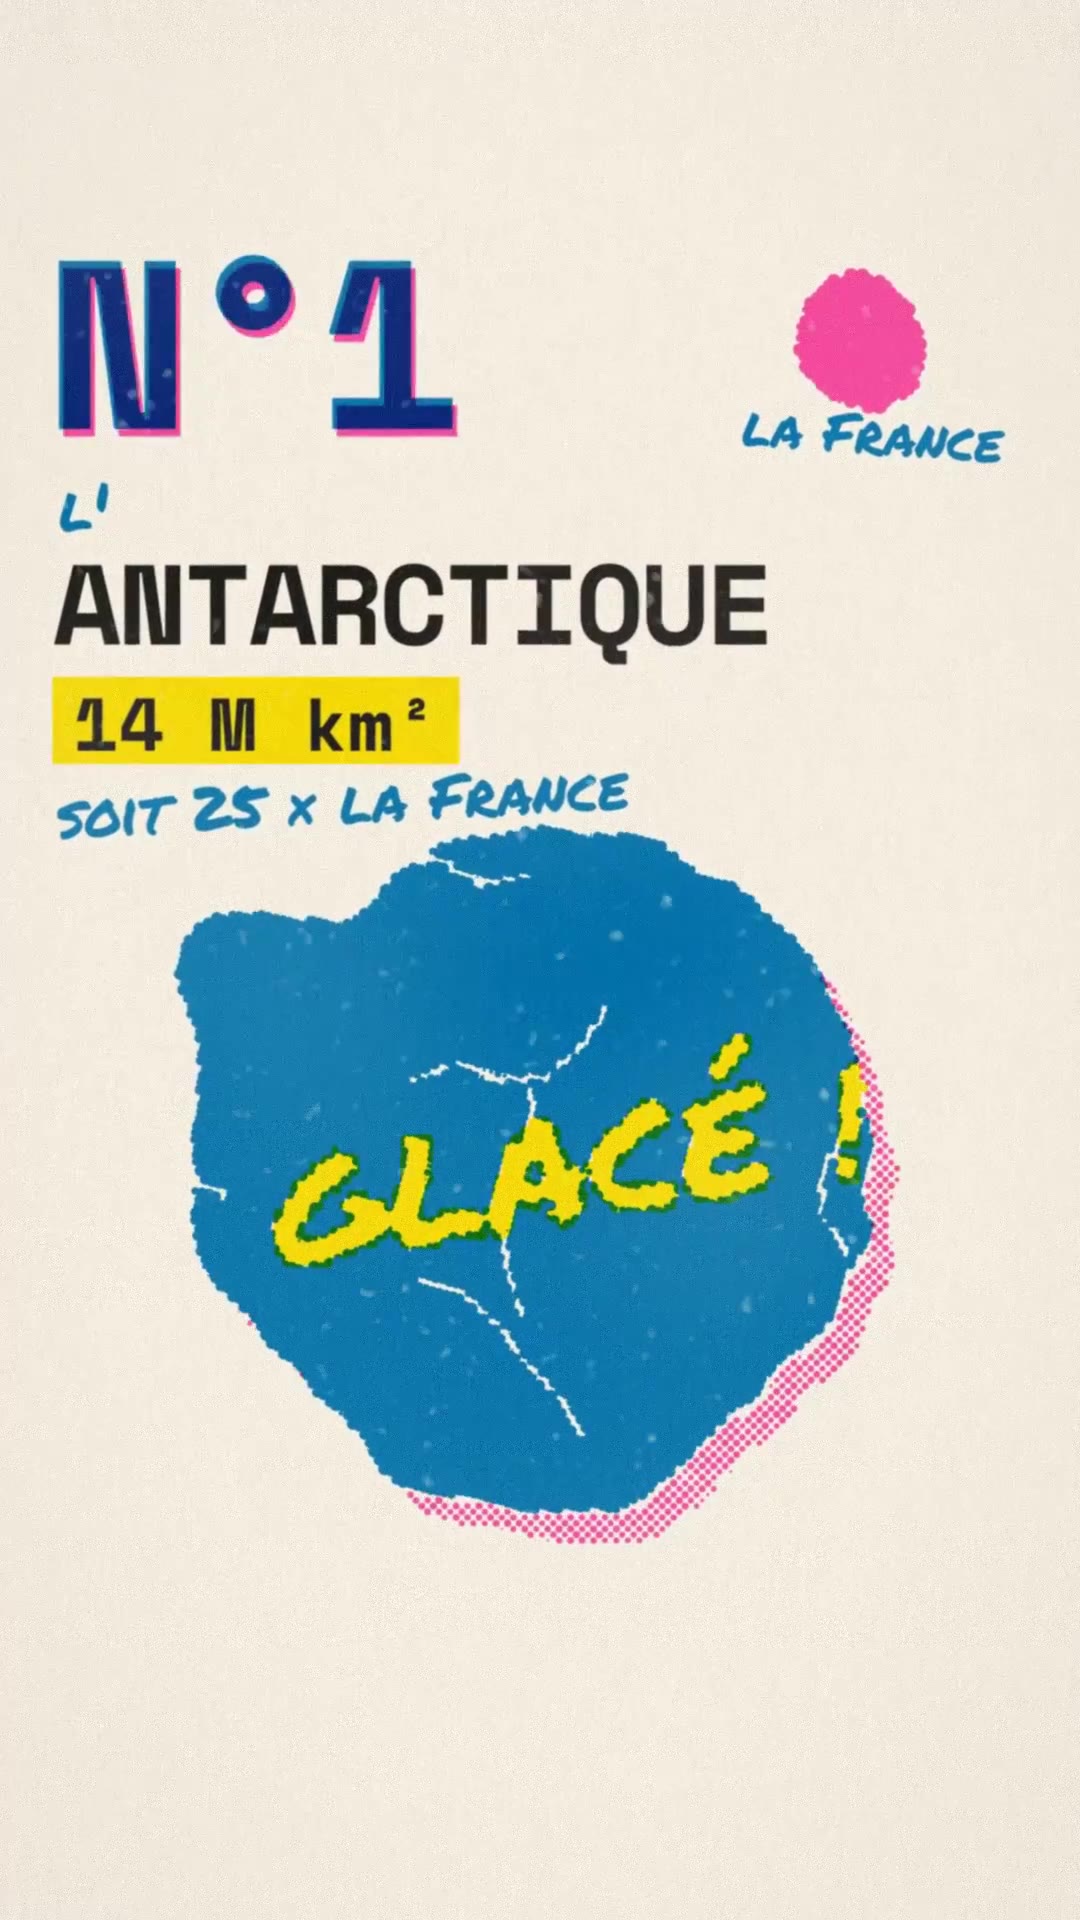 N°1
LA FRANCE
L'
ANTARCTIQUE
14 M km²
SOIT 25 x LA FRANCE
GLACÉ !